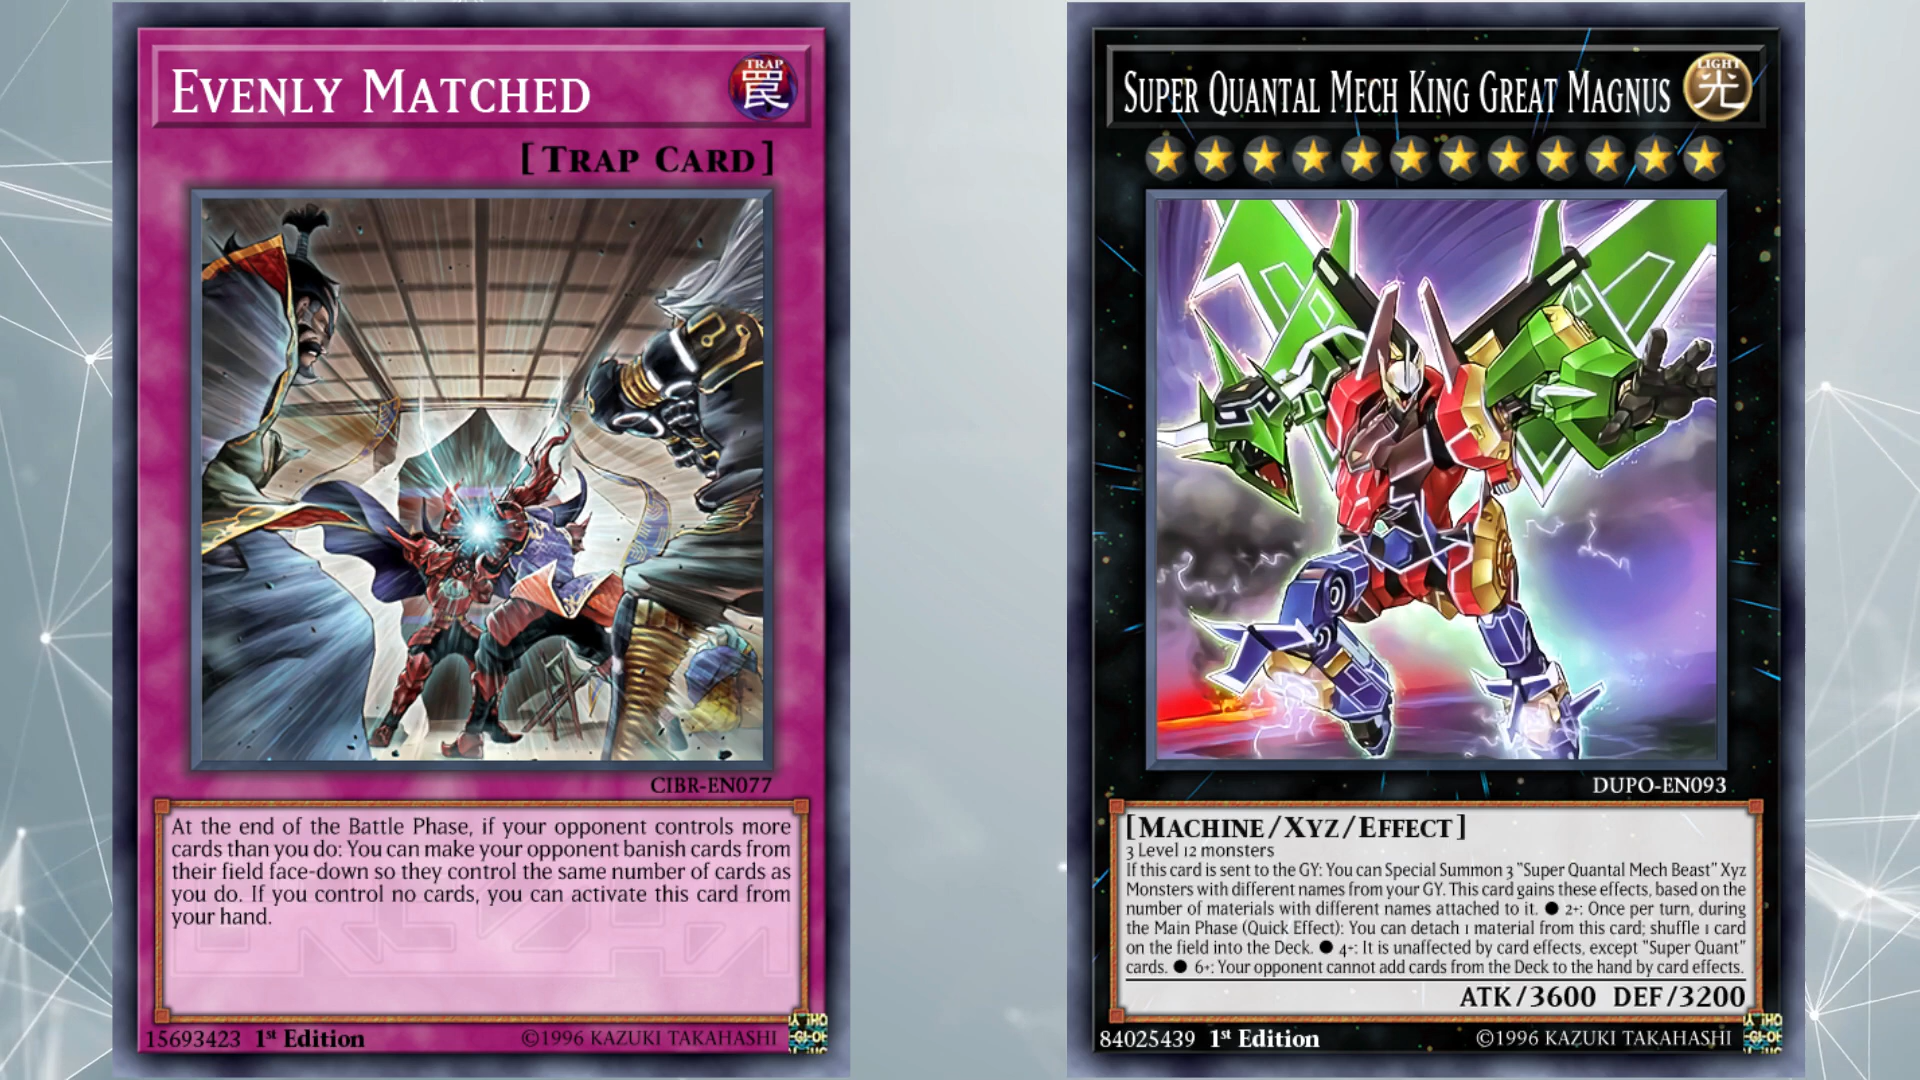 EVENLY MATCHED
TRAP
罠
[TRAP CARD]
CIBR-EN077
At the end of the Battle Phase, if your opponent controls more
cards than you do: You can make your opponent banish cards from
their field face-down so they control the same number of cards as
you do. If you control no cards, you can activate this card from
your hand.
15693423 1st Edition ©1996 KAZUKI TAKAHASHI
SUPER QUANTAL MECH KING GREAT MAGNUS
LIGHT
光
DUPO-EN093
[MACHINE/XYZ/EFFECT]
3 Level 12 monsters
If this card is sent to the GY: You can Special Summon 3 "Super Quantal Mech Beast" Xyz
Monsters with different names from your GY. This card gains these effects, based on the
number of materials with different names attached to it. ● 2+: Once per turn, during
the Main Phase (Quick Effect): You can detach 1 material from this card; shuffle 1 card
on the field into the Deck. ● 4+: It is unaffected by card effects, except "Super Quant"
cards. ● 6+: Your opponent cannot add cards from the Deck to the hand by card effects.
ATK/3600 DEF/3200
84025439 1st Edition ©1996 KAZUKI TAKAHASHI